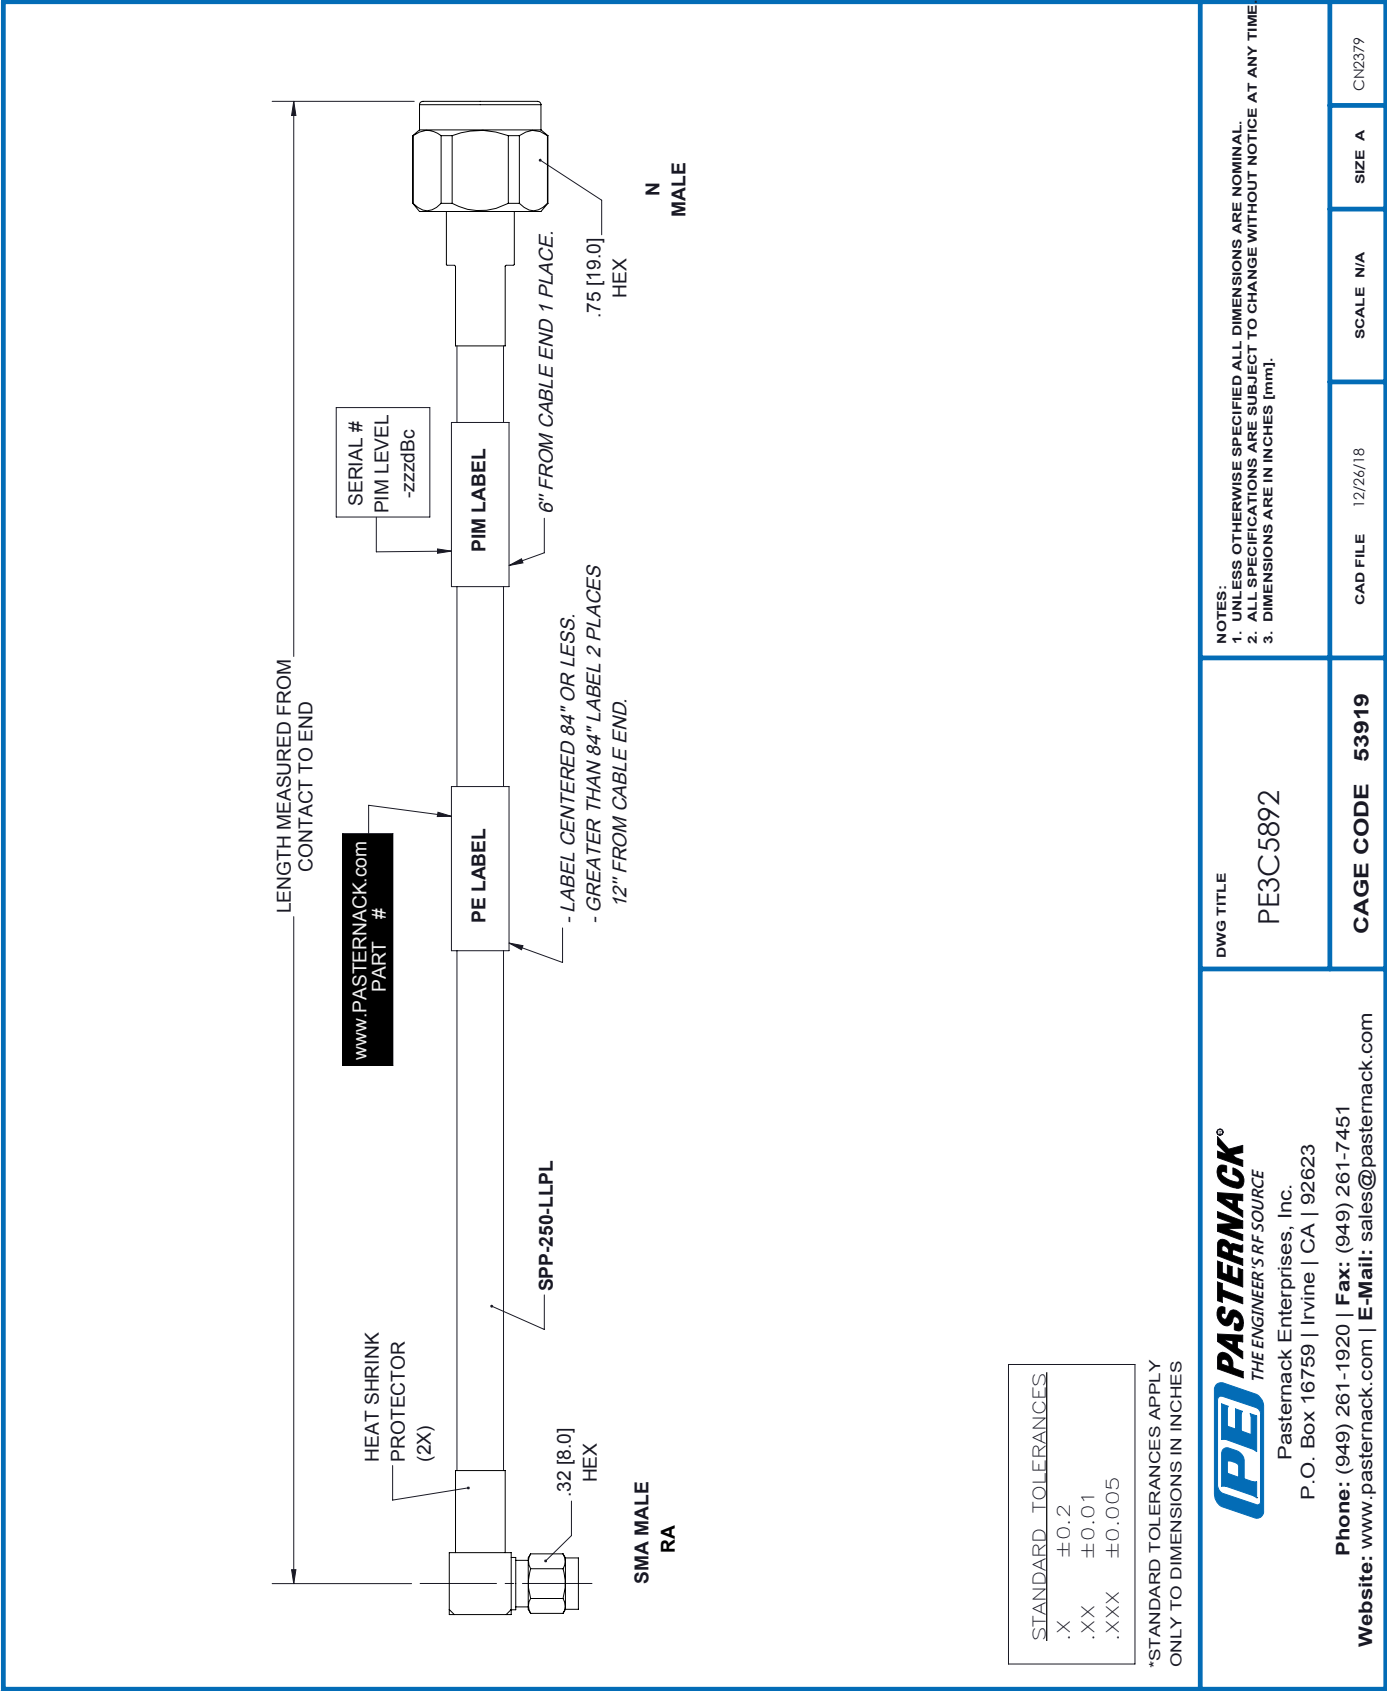 LENGTH MEASURED FROM
CONTACT TO END
HEAT SHRINK
PROTECTOR
(2X)
www.PASTERNACK.com
PART #
SERIAL #
PIM LEVEL
-zzzdBc
PE LABEL
PIM LABEL
.32 [8.0]
HEX
SPP-250-LLPL
- LABEL CENTERED 84" OR LESS.
- GREATER THAN 84" LABEL 2 PLACES
12" FROM CABLE END.
6" FROM CABLE END 1 PLACE.
.75 [19.0]
HEX
SMA MALE
RA
N
MALE
STANDARD TOLERANCES
.X ±0.2
.XX ±0.01
.XXX ±0.005
*STANDARD TOLERANCES APPLY
ONLY TO DIMENSIONS IN INCHES
PE PASTERNACK®
THE ENGINEER'S RF SOURCE
Pasternack Enterprises, Inc.
P.O. Box 16759 | Irvine | CA | 92623
Phone: (949) 261-1920 | Fax: (949) 261-7451
Website: www.pasternack.com | E-Mail: sales@pasternack.com
DWG TITLE
PE3C5892
CAGE CODE 53919
NOTES:
1. UNLESS OTHERWISE SPECIFIED ALL DIMENSIONS ARE NOMINAL.
2. ALL SPECIFICATIONS ARE SUBJECT TO CHANGE WITHOUT NOTICE AT ANY TIME.
3. DIMENSIONS ARE IN INCHES [mm].
CAD FILE 12/26/18
SCALE N/A
SIZE A
CN2379